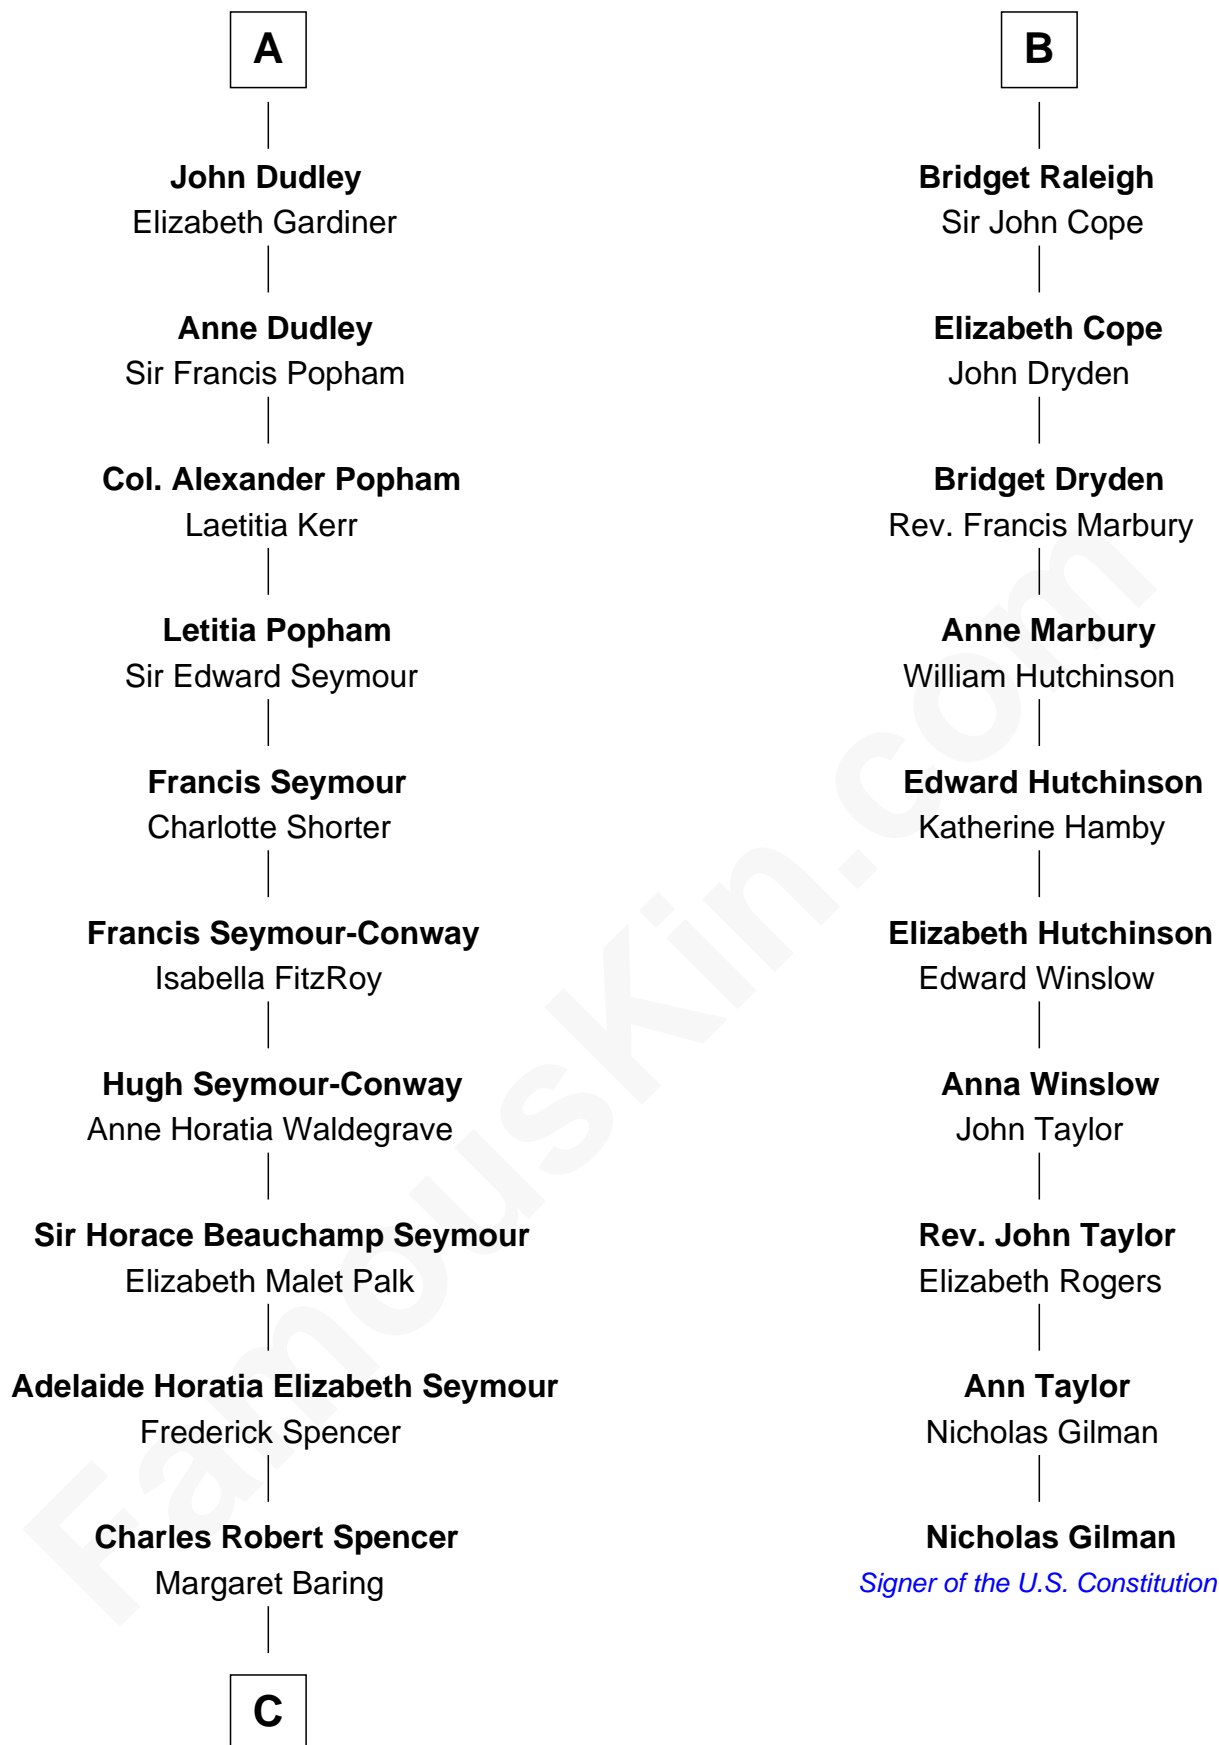 A
John Dudley
Elizabeth Gardiner
Anne Dudley
Sir Francis Popham
Col. Alexander Popham
Laetitia Kerr
Letitia Popham
Sir Edward Seymour
Francis Seymour
Charlotte Shorter
Francis Seymour-Conway
Isabella FitzRoy
Hugh Seymour-Conway
Anne Horatia Waldegrave
Sir Horace Beauchamp Seymour
Elizabeth Malet Palk
Adelaide Horatia Elizabeth Seymour
Frederick Spencer
Charles Robert Spencer
Margaret Baring
C
B
Bridget Raleigh
Sir John Cope
Elizabeth Cope
John Dryden
Bridget Dryden
Rev. Francis Marbury
Anne Marbury
William Hutchinson
Edward Hutchinson
Katherine Hamby
Elizabeth Hutchinson
Edward Winslow
Anna Winslow
John Taylor
Rev. John Taylor
Elizabeth Rogers
Ann Taylor
Nicholas Gilman
Nicholas Gilman
Signer of the U.S. Constitution
FamousKin.com